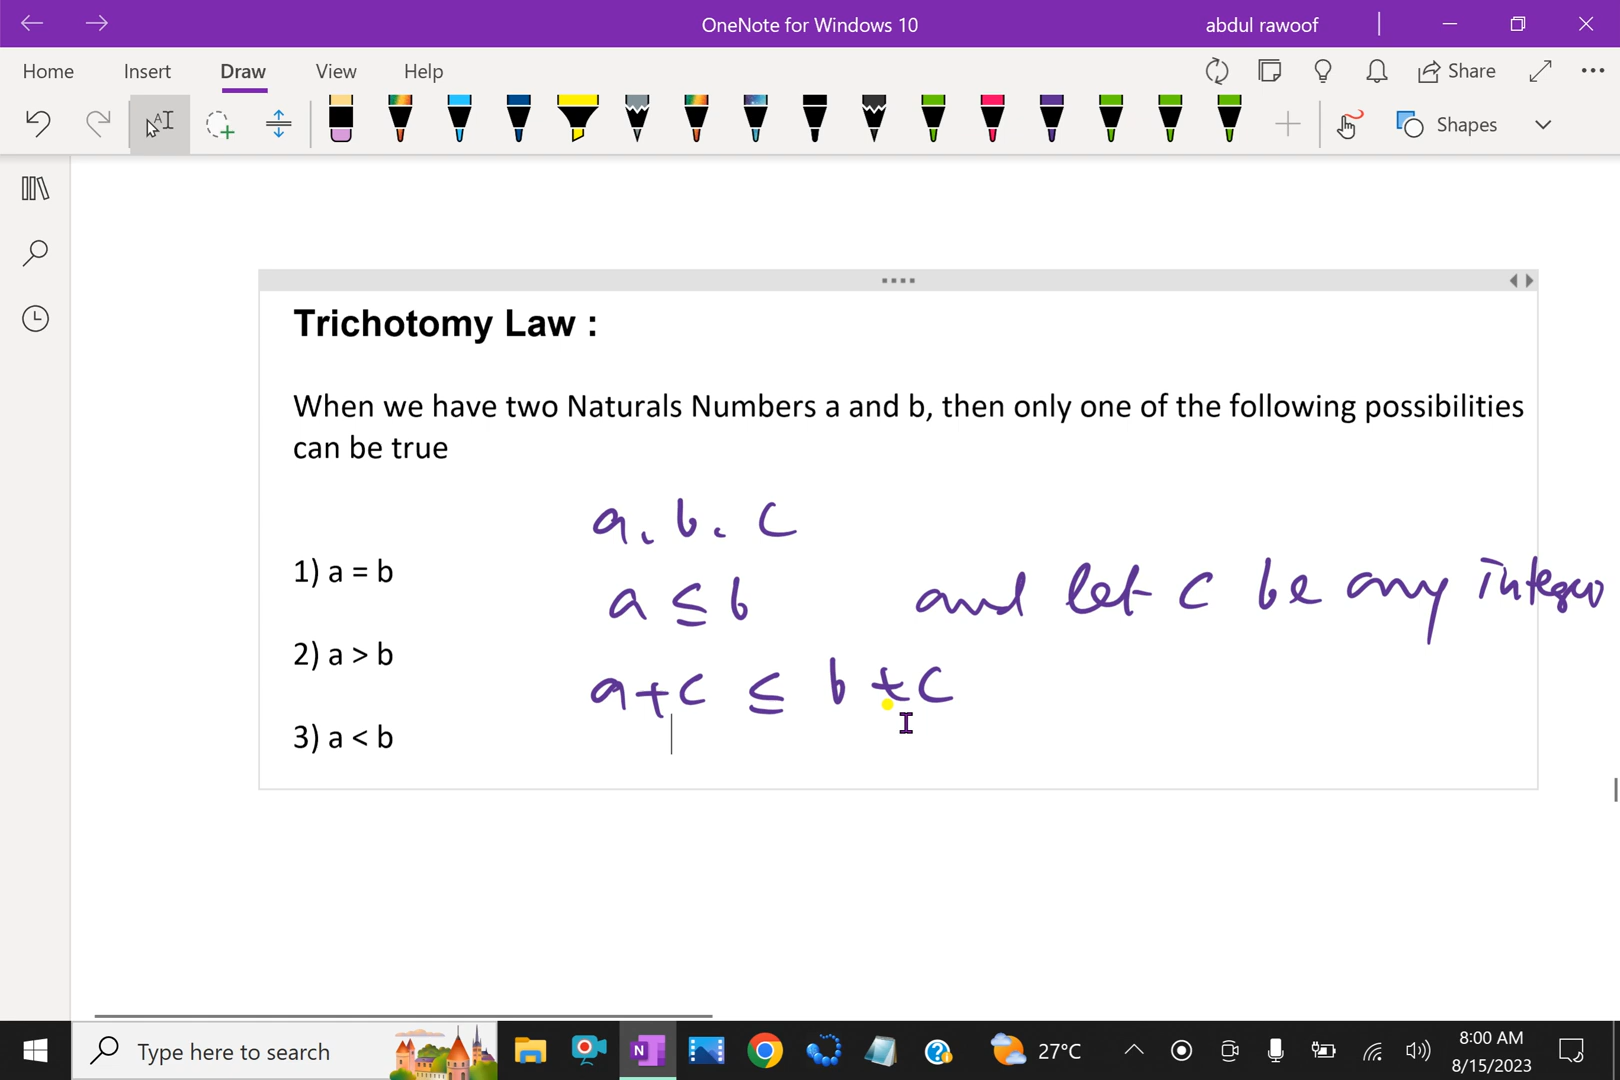 OneNote for Windows 10
abdul rawoof
Home Insert Draw View Help
Share
Shapes
Trichotomy Law :
When we have two Naturals Numbers a and b, then only one of the following possibilities
can be true
a, b, c
1) a = b
a ≤ b and let c be any integer
2) a > b
a+c ≤ b +c
3) a < b
Type here to search
27°C
8:00 AM
8/15/2023